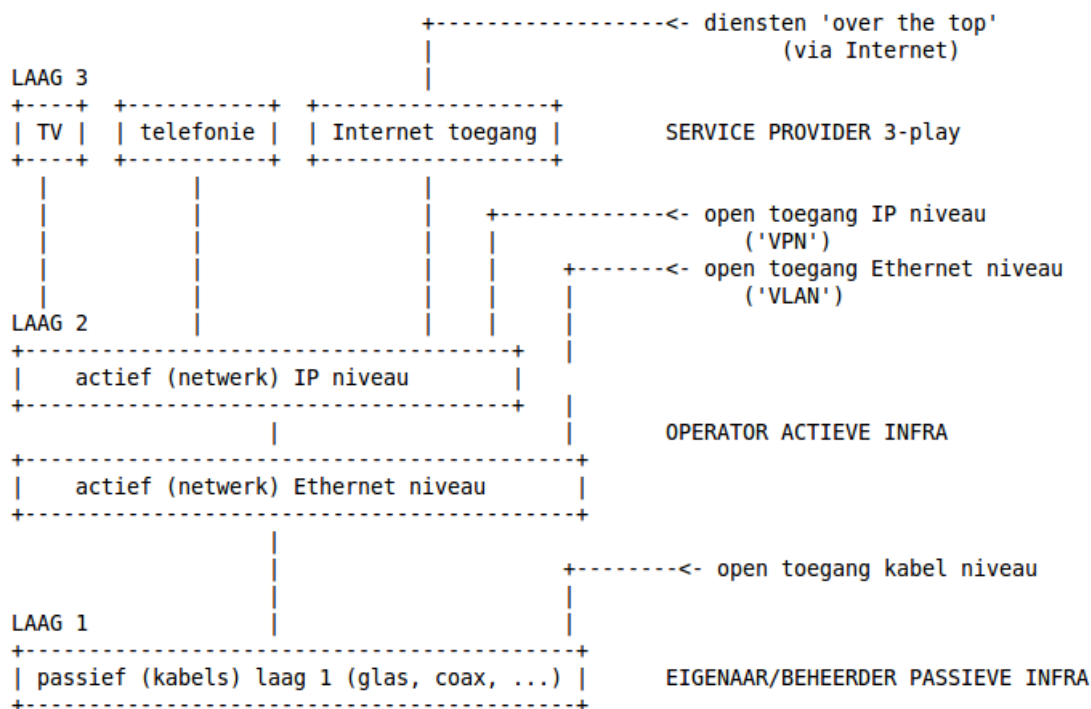 <- diensten 'over the top'
(via Internet)
LAAG 3
TV telefonie Internet toegang SERVICE PROVIDER 3-play
<- open toegang IP niveau
('VPN')
<- open toegang Ethernet niveau
('VLAN')
LAAG 2
actief (netwerk) IP niveau
OPERATOR ACTIEVE INFRA
actief (netwerk) Ethernet niveau
<- open toegang kabel niveau
LAAG 1
passief (kabels) laag 1 (glas, coax, ...) EIGENAAR/BEHEERDER PASSIEVE INFRA